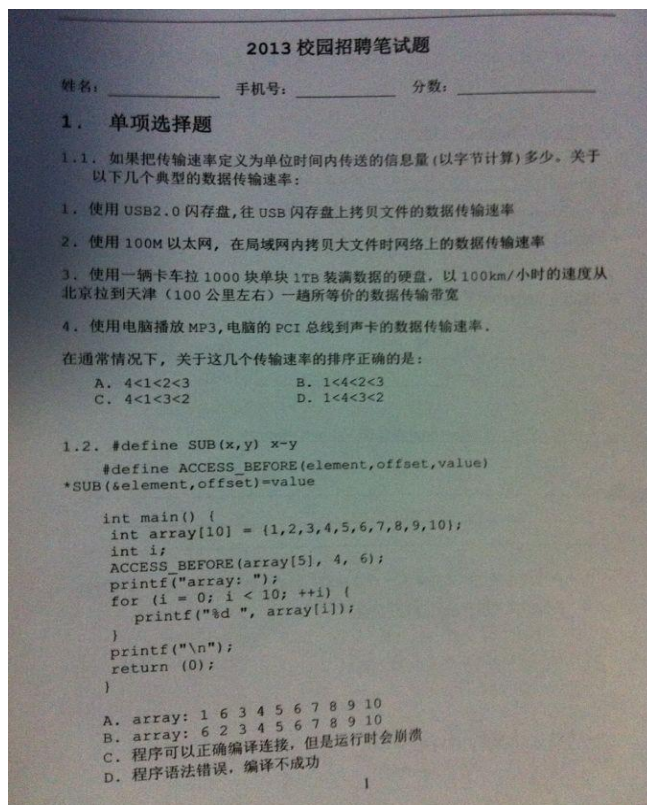 2013 校园招聘笔试题
姓名： 手机号： 分数：
1. 单项选择题
1.1. 如果把传输速率定义为单位时间内传送的信息量(以字节计算)多少。关于
以下几个典型的数据传输速率：
1. 使用 USB2.0 闪存盘,往 USB 闪存盘上拷贝文件的数据传输速率
2. 使用 100M 以太网, 在局域网内拷贝大文件时网络上的数据传输速率
3. 使用一辆卡车拉 1000 块单块 1TB 装满数据的硬盘, 以 100km/小时的速度从
北京拉到天津（100 公里左右）一趟所等价的数据传输带宽
4. 使用电脑播放 MP3,电脑的 PCI 总线到声卡的数据传输速率.
在通常情况下, 关于这几个传输速率的排序正确的是：
A. 4<1<2<3 B. 1<4<2<3
C. 4<1<3<2 D. 1<4<3<2
1.2. #define SUB(x,y) x-y
#define ACCESS_BEFORE(element,offset,value)
*SUB(&element,offset)=value
int main() {
int array[10] = {1,2,3,4,5,6,7,8,9,10};
int i;
ACCESS_BEFORE(array[5], 4, 6);
printf("array: ");
for (i = 0; i < 10; ++i) {
printf("%d ", array[i]);
}
printf("\n");
return (0);
}
A. array: 1 6 3 4 5 6 7 8 9 10
B. array: 6 2 3 4 5 6 7 8 9 10
C. 程序可以正确编译连接, 但是运行时会崩溃
D. 程序语法错误, 编译不成功
1